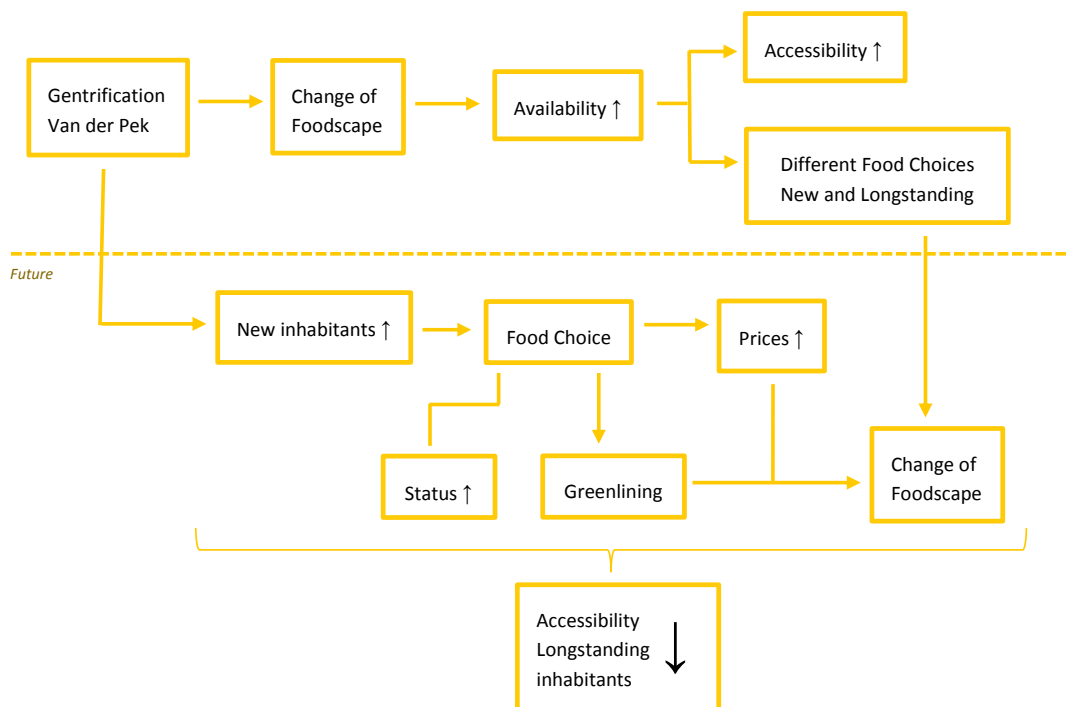 Accessibility ↑
Gentrification
Van der Pek
Change of
Foodscape
Availability ↑
Different Food Choices
New and Longstanding
Future
New inhabitants ↑
Food Choice
Prices ↑
Status ↑
Greenlining
Change of
Foodscape
Accessibility
Longstanding
inhabitants
↓